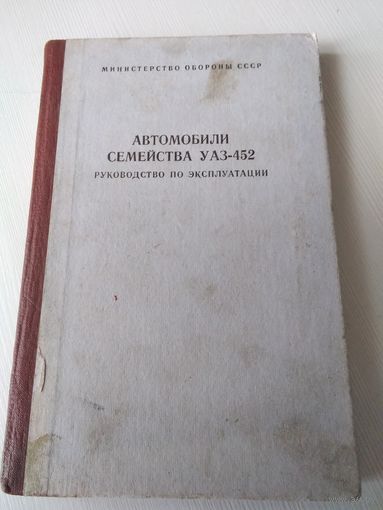 МИНИСТЕРСТВО ОБОРОНЫ СССР
АВТОМОБИЛИ
СЕМЕЙСТВА УАЗ-452
РУКОВОДСТВО ПО ЭКСПЛУАТАЦИИ